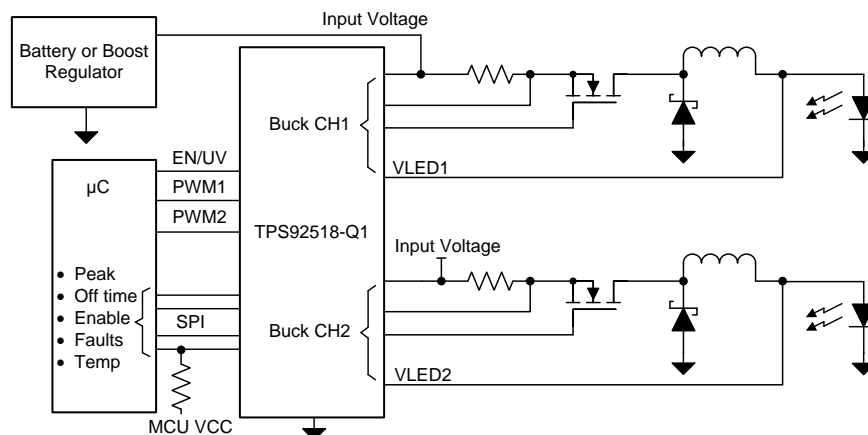 Input Voltage
Battery or Boost
Regulator
Buck CH1
EN/UV
VLED1
µC
PWM1
PWM2
TPS92518-Q1
Input Voltage
• Peak
• Off time
• Enable
SPI
• Faults
Buck CH2
• Temp
VLED2
MCU VCC